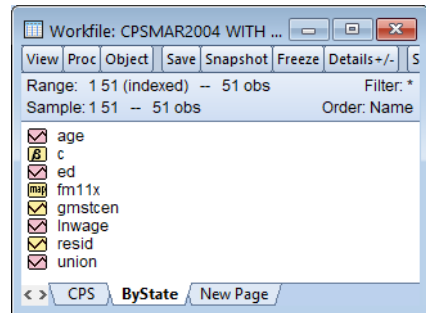 Workfile: CPSMAR2004 WITH ...
View Proc Object Save Snapshot Freeze Details+/- S
Range: 1 51 (indexed) -- 51 obs Filter: *
Sample: 1 51 -- 51 obs Order: Name
age
B c
ed
map fm11x
gmstcen
lnwage
resid
union
< > CPS ByState New Page